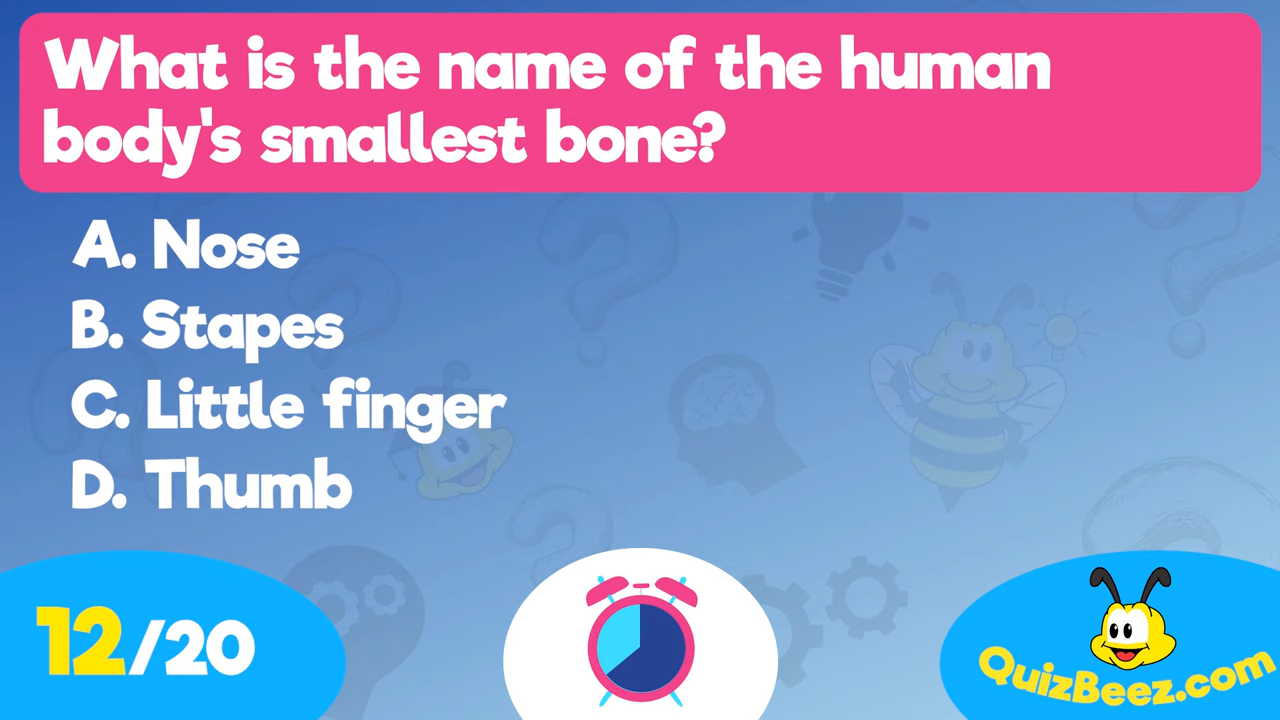 What is the name of the human
body's smallest bone?
A. Nose
B. Stapes
C. Little finger
D. Thumb
12/20
QuizBeez.com